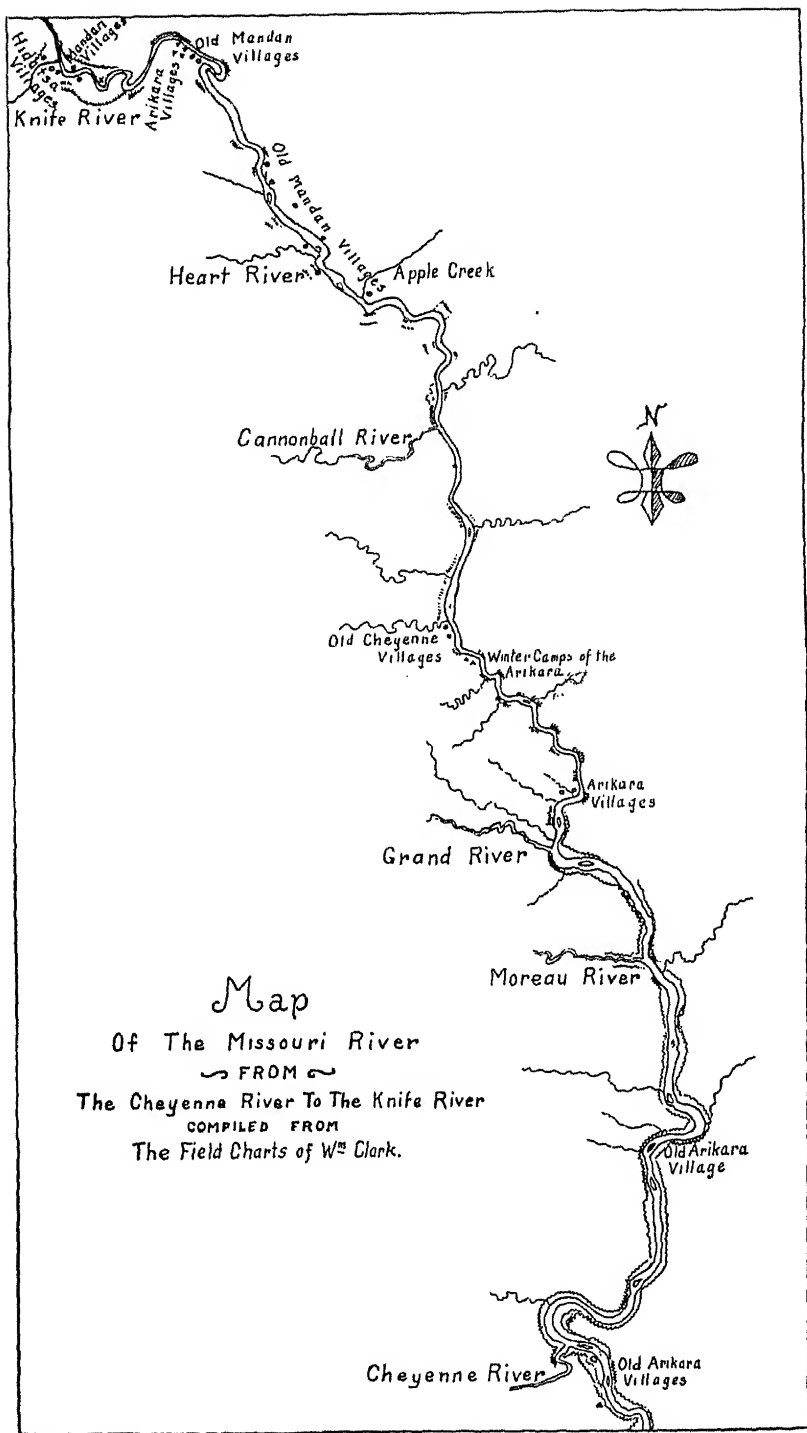 Hidatsa
Villages
Mandan
Villages
Knife River
Arikara
Villages
Old Mandan
Villages
Old Mandan Villages
Heart River
Apple Creek
Cannonball River
N
Old Cheyenne
Villages
Winter Camps of the
Arikara
Arikara
Villages
Grand River
Moreau River
Map
Of The Missouri River
FROM
The Cheyenne River To The Knife River
COMPILED FROM
The Field Charts of Wm Clark.
Old Arikara
Village
Cheyenne River
Old Arikara
Villages